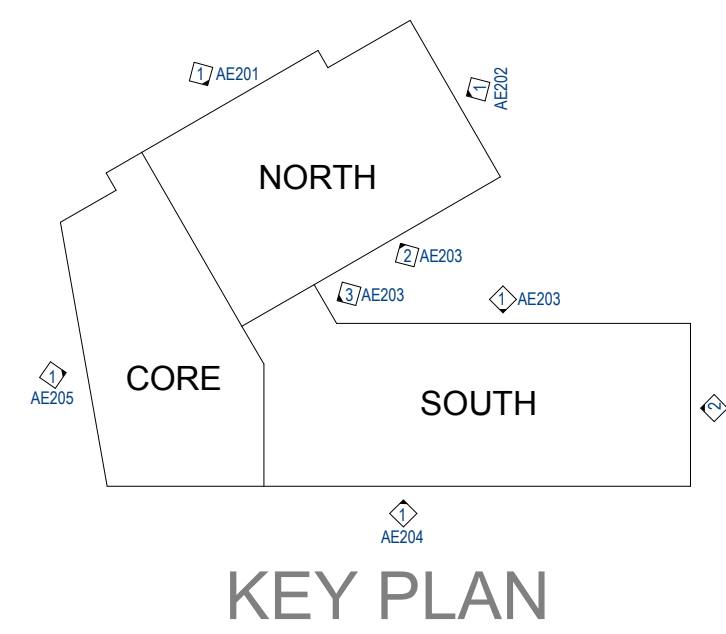 1 AE201
1
AE202
NORTH
2 AE203
3 AE203
1 AE203
1
AE205
CORE
SOUTH
2
1
AE204
KEY PLAN